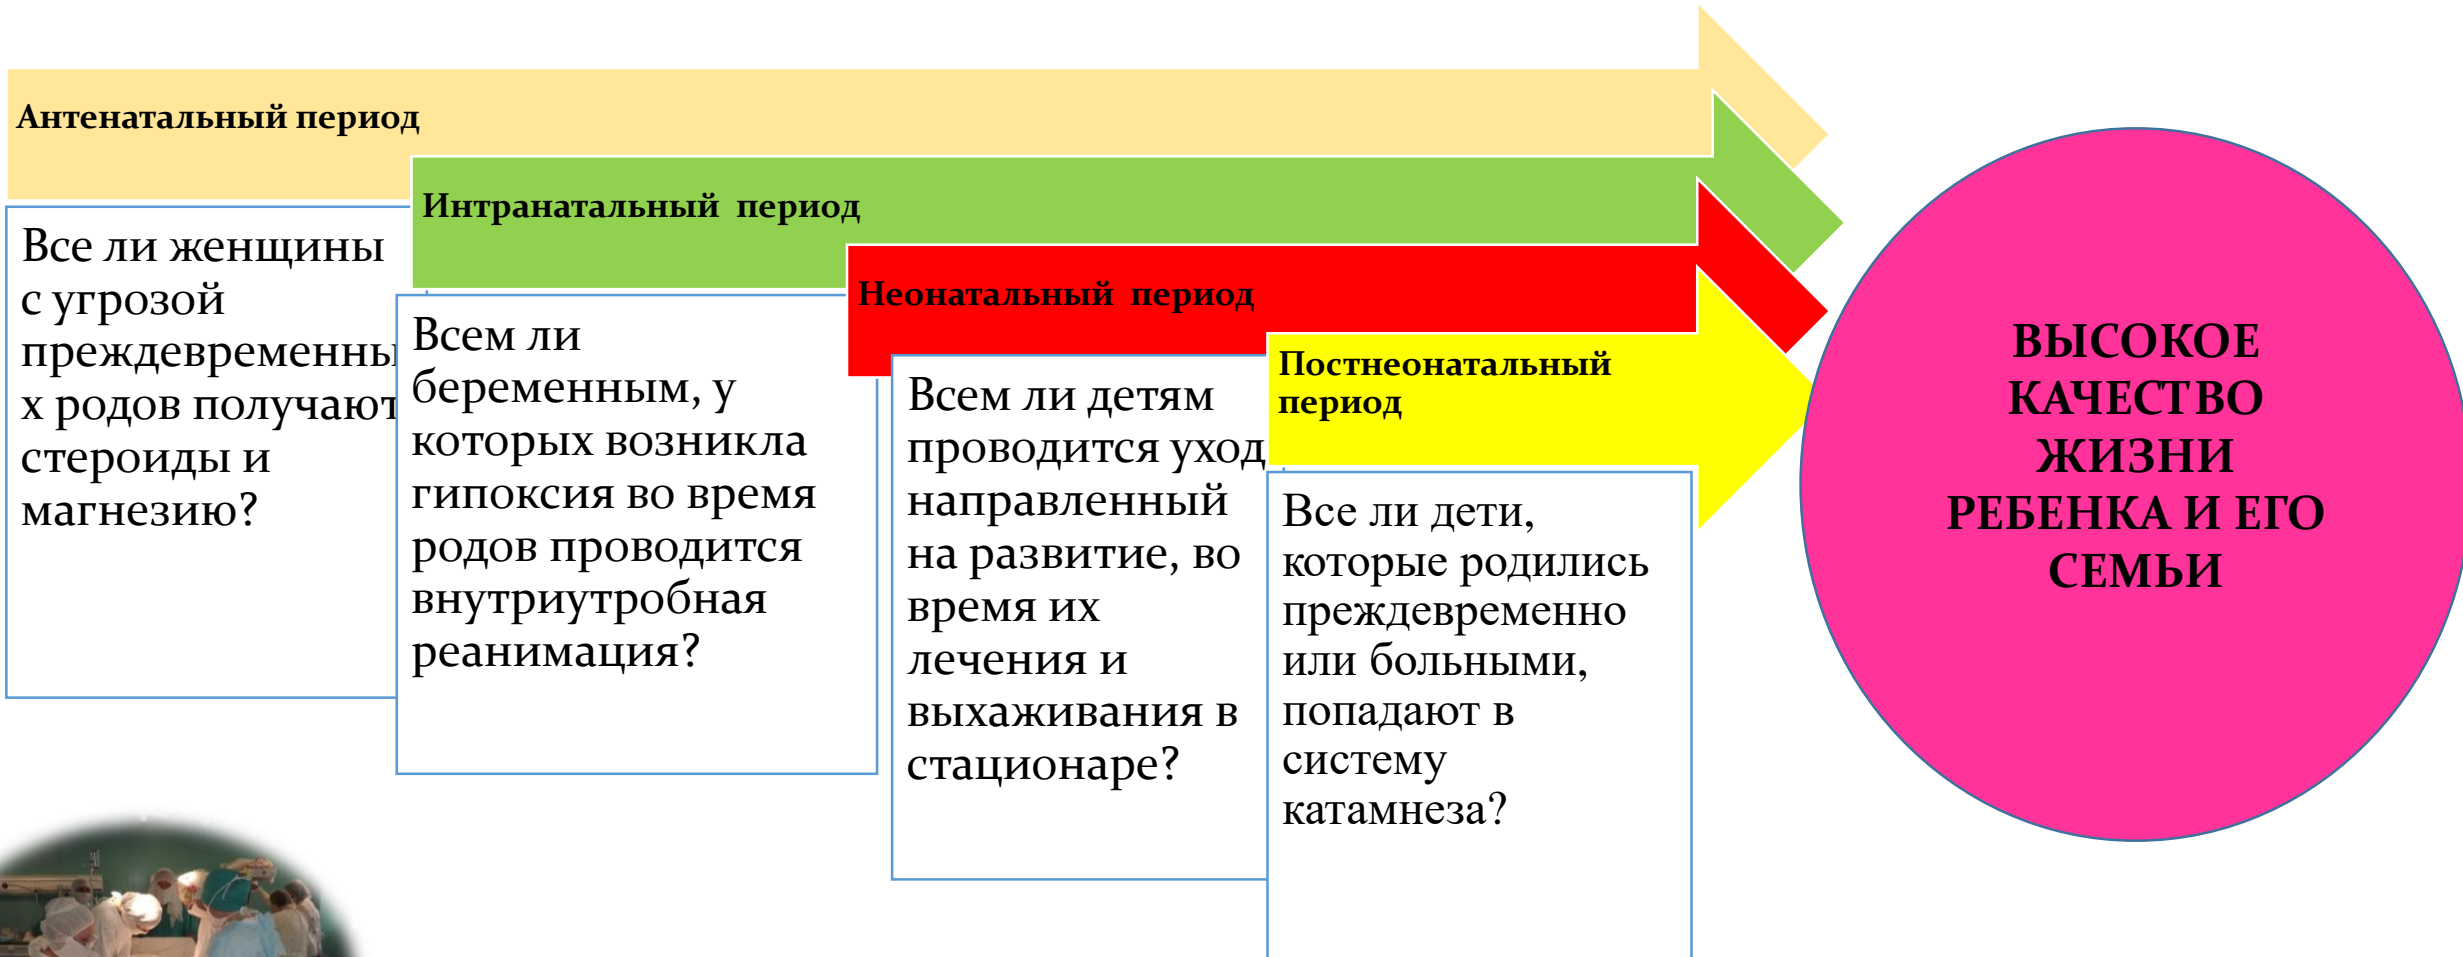 Антенатальный период
Все ли женщины
с угрозой
преждевременны
х родов получают
стероиды и
магнезию?
Интранатальный период
Всем ли
беременным, у
которых возникла
гипоксия во время
родов проводится
внутриутробная
реанимация?
Неонатальный период
Всем ли детям
проводится уход
направленный
на развитие, во
время их
лечения и
выхаживания в
стационаре?
Постнеонатальный
период
Все ли дети,
которые родились
преждевременно
или больными,
попадают в
систему
катамнеза?
ВЫСОКОЕ
КАЧЕСТВО
ЖИЗНИ
РЕБЕНКА И ЕГО
СЕМЬИ